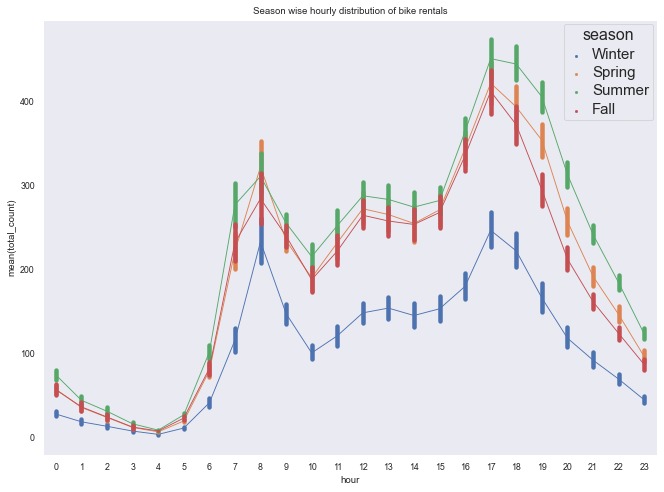 Season wise hourly distribution of bike rentals
season
Winter
Spring
Summer
Fall
mean(total_count)
400
300
200
100
0
0 1 2 3 4 5 6 7 8 9 10 11 12 13 14 15 16 17 18 19 20 21 22 23
hour